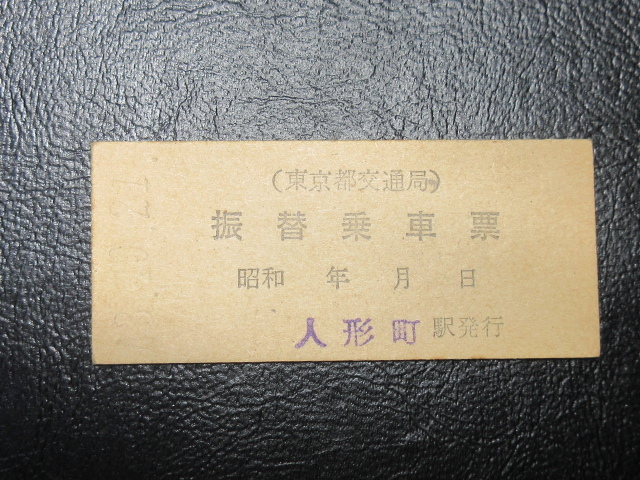 (東京都交通局)
振替乗車票
昭和 年 月 日
人形町 駅発行